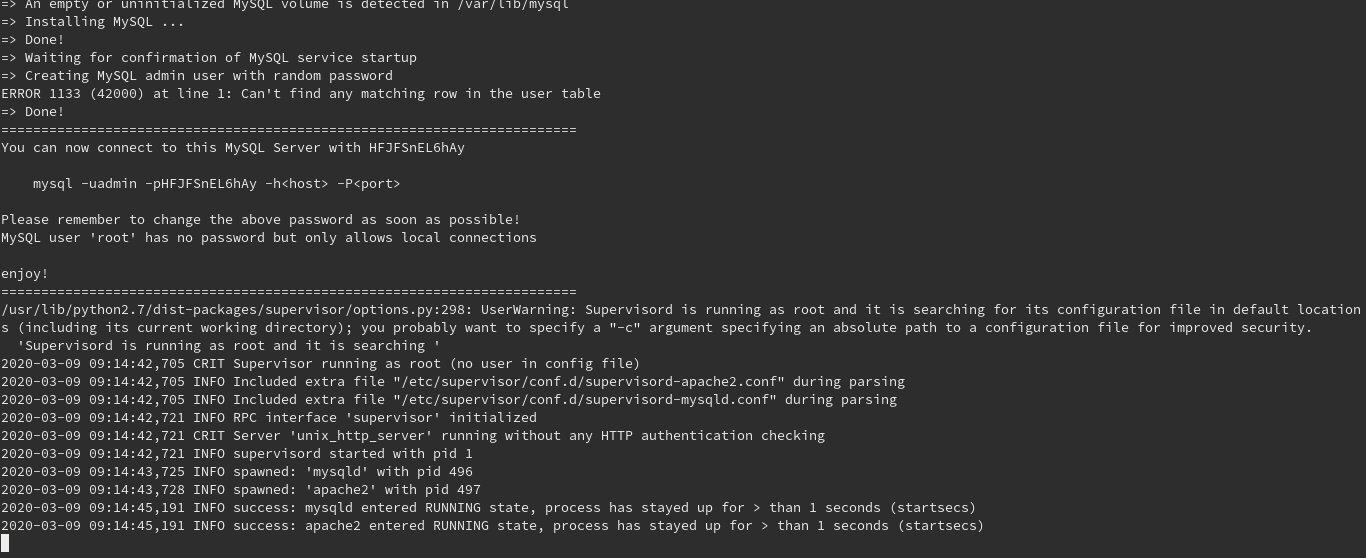 => An empty or uninitialized MySQL volume is detected in /var/lib/mysql
=> Installing MySQL ...
=> Done!
=> Waiting for confirmation of MySQL service startup
=> Creating MySQL admin user with random password
ERROR 1133 (42000) at line 1: Can't find any matching row in the user table
=> Done!
========================================================================
You can now connect to this MySQL Server with HFJFSnEL6hAy
    mysql -uadmin -pHFJFSnEL6hAy -h<host> -P<port>
Please remember to change the above password as soon as possible!
MySQL user 'root' has no password but only allows local connections
enjoy!
========================================================================
/usr/lib/python2.7/dist-packages/supervisor/options.py:298: UserWarning: Supervisord is running as root and it is searching for its configuration file in default location
s (including its current working directory); you probably want to specify a "-c" argument specifying an absolute path to a configuration file for improved security.
  'Supervisord is running as root and it is searching '
2020-03-09 09:14:42,705 CRIT Supervisor running as root (no user in config file)
2020-03-09 09:14:42,705 INFO Included extra file "/etc/supervisor/conf.d/supervisord-apache2.conf" during parsing
2020-03-09 09:14:42,705 INFO Included extra file "/etc/supervisor/conf.d/supervisord-mysqld.conf" during parsing
2020-03-09 09:14:42,721 INFO RPC interface 'supervisor' initialized
2020-03-09 09:14:42,721 CRIT Server 'unix_http_server' running without any HTTP authentication checking
2020-03-09 09:14:42,721 INFO supervisord started with pid 1
2020-03-09 09:14:43,725 INFO spawned: 'mysqld' with pid 496
2020-03-09 09:14:43,728 INFO spawned: 'apache2' with pid 497
2020-03-09 09:14:45,191 INFO success: mysqld entered RUNNING state, process has stayed up for > than 1 seconds (startsecs)
2020-03-09 09:14:45,191 INFO success: apache2 entered RUNNING state, process has stayed up for > than 1 seconds (startsecs)